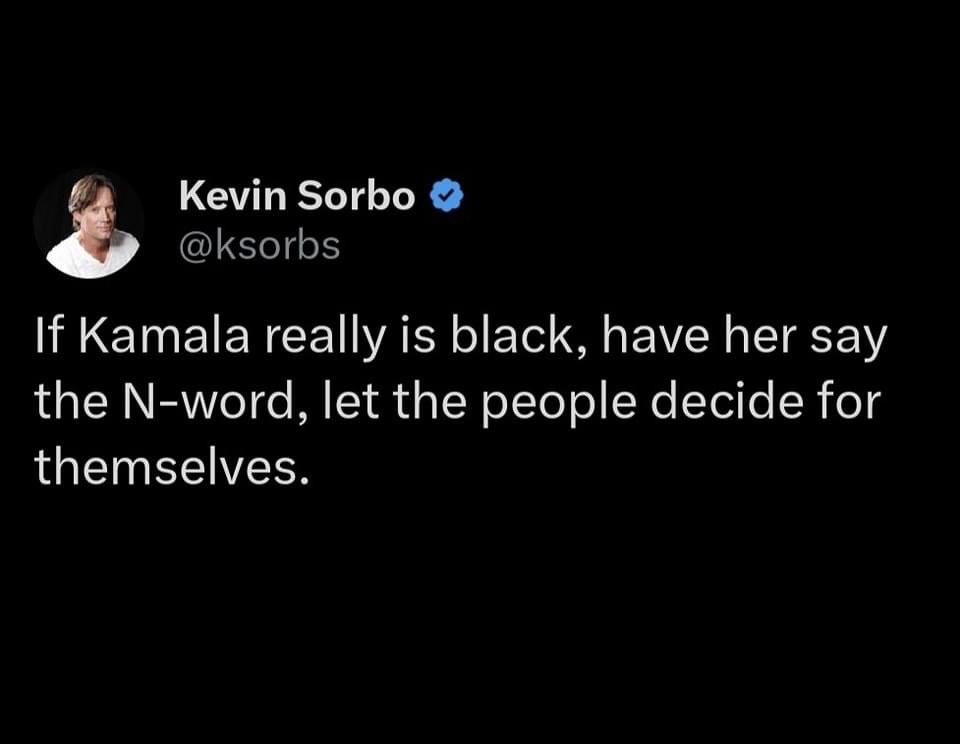 Kevin Sorbo
@ksorbs
If Kamala really is black, have her say
the N-word, let the people decide for
themselves.